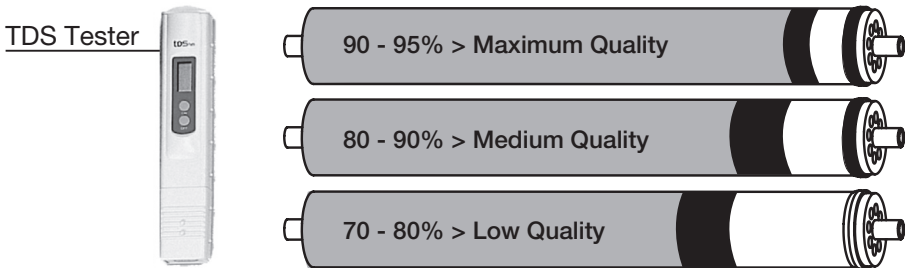 TDS Tester
TDS
90 - 95% > Maximum Quality
80 - 90% > Medium Quality
70 - 80% > Low Quality